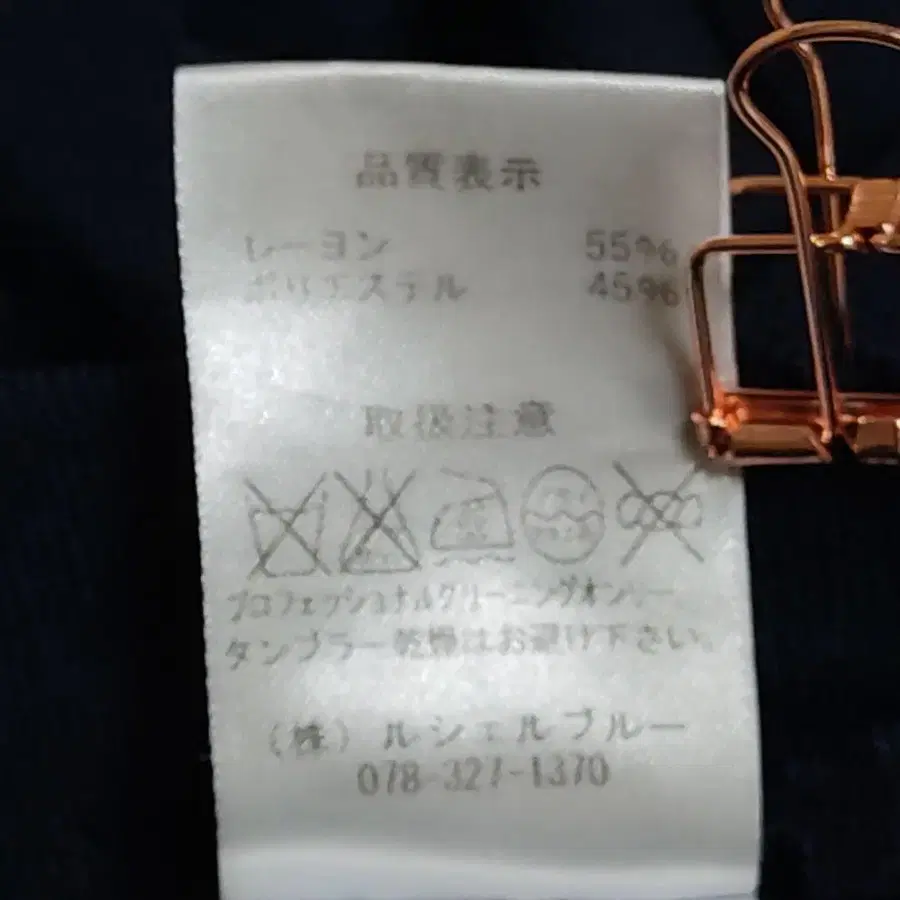 品質表示
レーヨン 55%
ポリエステル 45%
取扱注意
プロフェッショナルクリーニングオンリー
タンブラー乾燥はお避け下さい。
(株) ルシェルブルー
078-327-1370